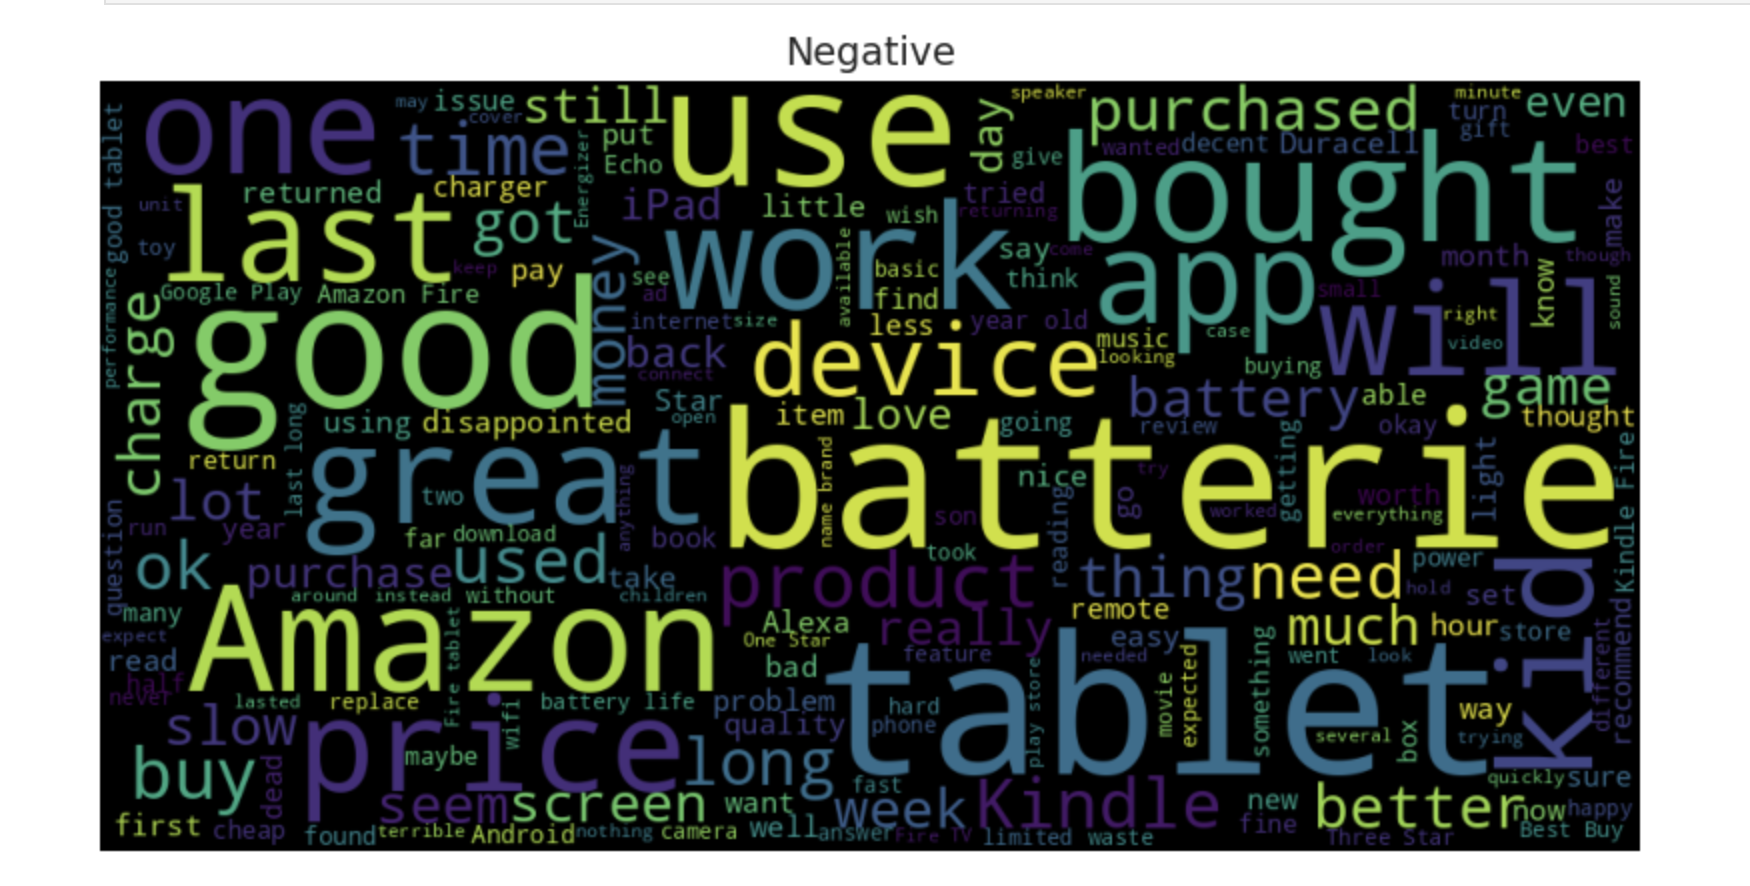 Negative
one
may
issue
cover
still
use
day
speaker
purchased
minute
turn
gift
even
good tablet
time
Energizer
put
Echo
give
wanted
decent
Duracell
best
bought
returned
charger
iPad
little
wish
tried
returning
unit
toy
last
got
keep
pay
money
see
ad
work
available
basic
find
say
come
think
app
small
month
though
make
will
right
video
know
sound
performance
Google Play
Amazon Fire
charge
good
internet
size
less
year old
music
looking
case
back
connect
device
buying
battery
able
game
thought
using
disappointed
Star
open
item
love
going
review
okay
return
last long
great
two
anything
batterie
name brand
nice
try
getting
worth
light
everything
Kindle Fire
lot
run
year
far
download
book
son
reading
go
worked
order
question
ok
purchase
used
take
took
product
thing
need
power
hold
set
Kid
around
instead
without
children
many
expect
Amazon
Alexa
One Star
really
remote
easy
much
hour
store
different
recommend
read
half
never
Fire tablet
bad
feature
needed
something
went
look
lasted
replace
battery life
problem
quality
hard
phone
play store
tablet
movie
expected
several
box
way
trying
slow
price
wifi
maybe
long
buy
dead
fast
quickly
sure
seem
screen
want
week
Kindle
new
better
now
happy
first
cheap
found
terrible
Android
nothing
camera
well
answer
Fire TV
limited
waste
fine
Three Star
Best Buy